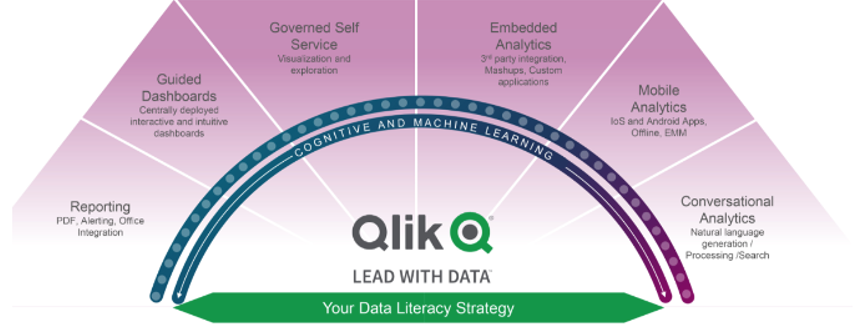 Governed Self
Service
Visualization and
exploration
Embedded
Analytics
3rd party integration,
Mashups, Custom
applications
Guided
Dashboards
Centrally deployed
interactive and intuitive
dashboards
Mobile
Analytics
IoS and Android Apps,
Offline, EMM
COGNITIVE AND MACHINE LEARNING
Reporting
PDF, Alerting, Office
Integration
Conversational
Analytics
Natural language
generation /
Processing /Search
Qlik
LEAD WITH DATA
Your Data Literacy Strategy